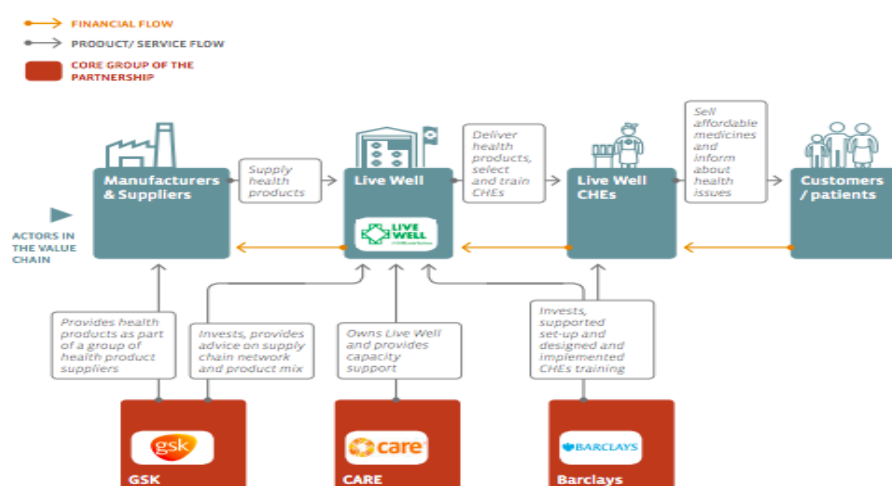 FINANCIAL FLOW
PRODUCT/ SERVICE FLOW
CORE GROUP OF THE
PARTNERSHIP
Manufacturers
& Suppliers
Supply
health
products
Live Well
LIVE
WELL
Deliver
health
products,
select
and train
CHEs
Live Well
CHEs
Sell
affordable
medicines
and
inform
about
health
issues
Customers
/ patients
ACTORS IN
THE VALUE
CHAIN
Provides health
products as part
of a group of
health product
suppliers
Invests, provides
advice on supply
chain network
and product mix
Owns Live Well
and provides
capacity
support
Invests,
supported
set-up and
designed and
implemented
CHEs training
gsk
GSK
care
CARE
BARCLAYS
Barclays